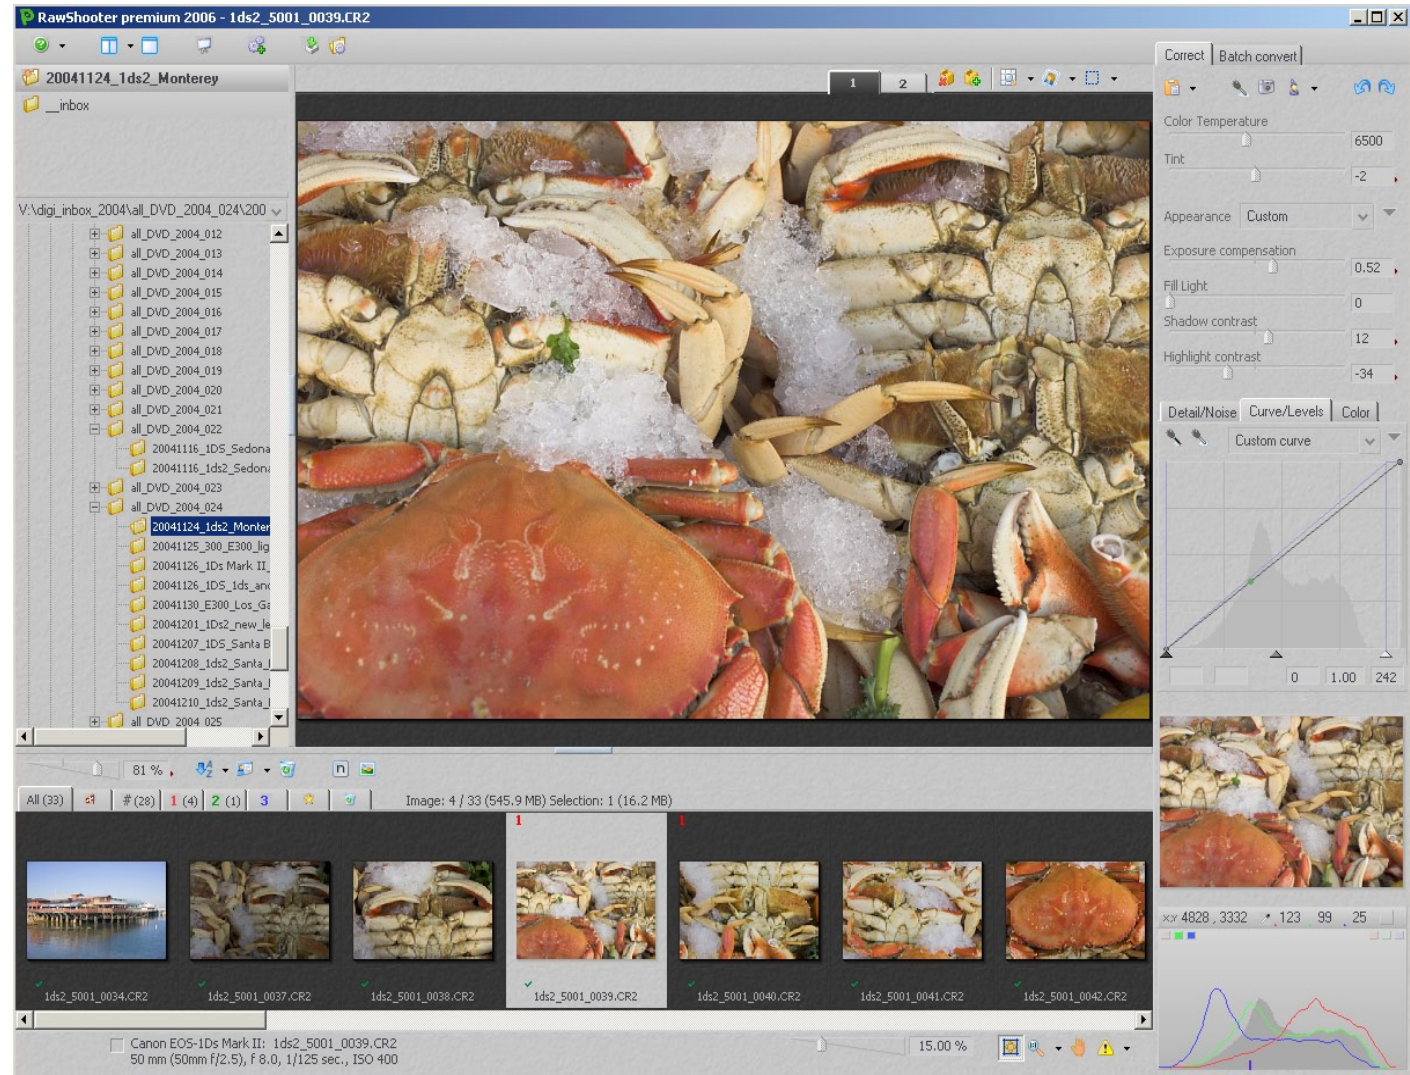 RawShooter premium 2006 - 1ds2_5001_0039.CR2
20041124_1ds2_Monterey
__inbox
V:\digi_inbox_2004\all_DVD_2004_024\200
all_DVD_2004_012
all_DVD_2004_013
all_DVD_2004_014
all_DVD_2004_015
all_DVD_2004_016
all_DVD_2004_017
all_DVD_2004_018
all_DVD_2004_019
all_DVD_2004_020
all_DVD_2004_021
all_DVD_2004_022
20041116_1DS_Sedona
20041116_1ds2_Sedona
all_DVD_2004_023
all_DVD_2004_024
20041124_1ds2_Monter
20041125_300_E300_lig
20041126_1Ds Mark II_
20041126_1DS_1ds_and
20041130_E300_Los_Ga
20041201_1Ds2_new_le
20041207_1DS_Santa B
20041208_1ds2_Santa_
20041209_1ds2_Santa_
20041210_1ds2_Santa_
all_DVD_2004_025
1 2
Correct Batch convert
Color Temperature
6500
Tint
-2
Appearance Custom
Exposure compensation
0.52
Fill Light
0
Shadow contrast
12
Highlight contrast
-34
Detail/Noise Curve/Levels Color
Custom curve
0 1.00 242
x,y 4828 , 3332 123 99 25
81 %
n
All (33) # (28) 1 (4) 2 (1) 3 Image: 4 / 33 (545.9 MB) Selection: 1 (16.2 MB)
1 1
1ds2_5001_0034.CR2 1ds2_5001_0037.CR2 1ds2_5001_0038.CR2 1ds2_5001_0039.CR2 1ds2_5001_0040.CR2 1ds2_5001_0041.CR2 1ds2_5001_0042.CR2
Canon EOS-1Ds Mark II: 1ds2_5001_0039.CR2
50 mm (50mm f/2.5), f 8.0, 1/125 sec., ISO 400
15.00 %